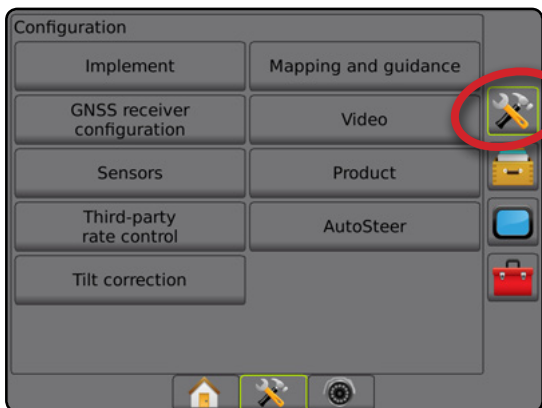 Configuration
Implement
Mapping and guidance
GNSS receiver
configuration
Video
Sensors
Product
Third-party
rate control
AutoSteer
Tilt correction